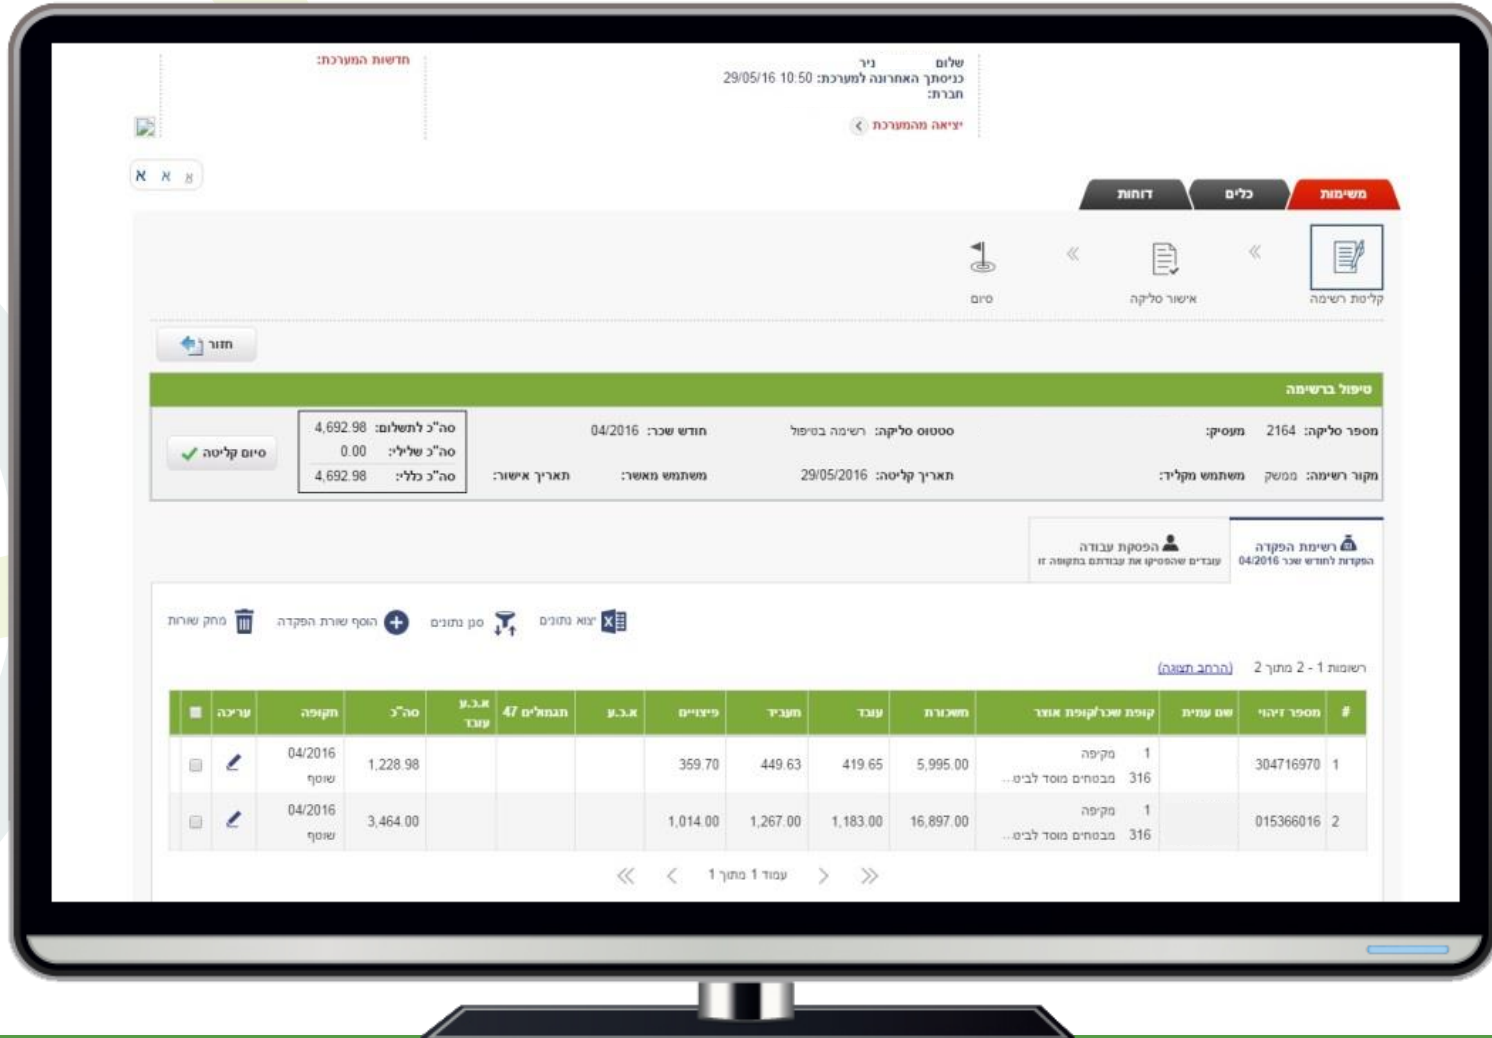 שלום ניר
כניסתך האחרונה למערכת: 29/05/16 10:50
חברת:
יציאה מהמערכת
חדשות המערכת:
א א א
משימות כלים דוחות
קליטת רשימה אישור סליקה סיום
חזור
טיפול ברשימה
מספר סליקה: 2164 מעסיק: סטטוס סליקה: רשימה בטיפול חודש שכר: 04/2016
מקור רשימה: ממשק משתמש מקליד: תאריך קליטה: 29/05/2016 משתמש מאשר: תאריך אישור:
סה"כ לתשלום: 4,692.98
סה"כ שלילי: 0.00
סה"כ כללי: 4,692.98
סיום קליטה
רשימת הפקדה
הפקדות לחודש שכר 04/2016
הפסקת עבודה
עובדים שהפסיקו את עבודתם בתקופה זו
יצוא נתונים סנן נתונים הוסף שורת הפקדה מחק שורות
רשומות 1 - 2 מתוך 2 (הרחב תצוגה)
# מספר זיהוי שם עמית קופת שכר/קופת אוצר משכורת עובד מעביד פיצויים א.כ.ע תגמולים 47 א.כ.ע עובד סה"כ תקופה עריכה
1 304716970 1 מקיפה 5,995.00 419.65 449.63 359.70 1,228.98 04/2016
316 מבטחים מוסד לביט... שוטף
2 015366016 1 מקיפה 16,897.00 1,183.00 1,267.00 1,014.00 3,464.00 04/2016
316 מבטחים מוסד לביט... שוטף
עמוד 1 מתוך 1